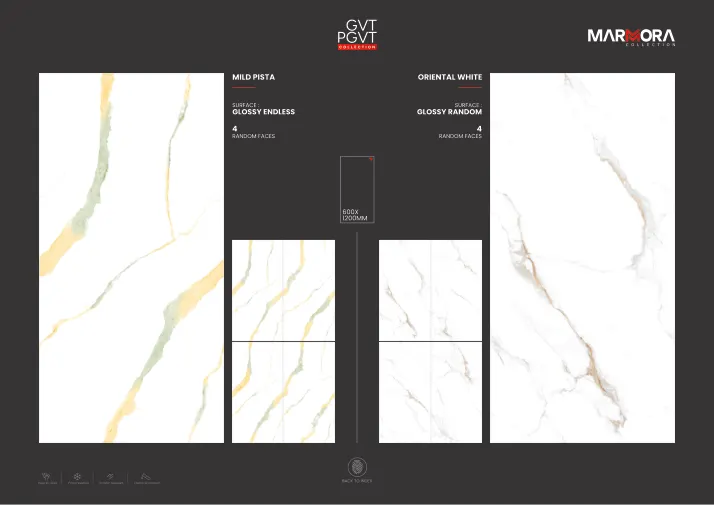 GVT
PGVT
COLLECTION
MARMORA
COLLECTION
MILD PISTA
SURFACE :
GLOSSY ENDLESS
4
RANDOM FACES
ORIENTAL WHITE
SURFACE :
GLOSSY RANDOM
4
RANDOM FACES
600X
1200MM
BACK TO INDEX